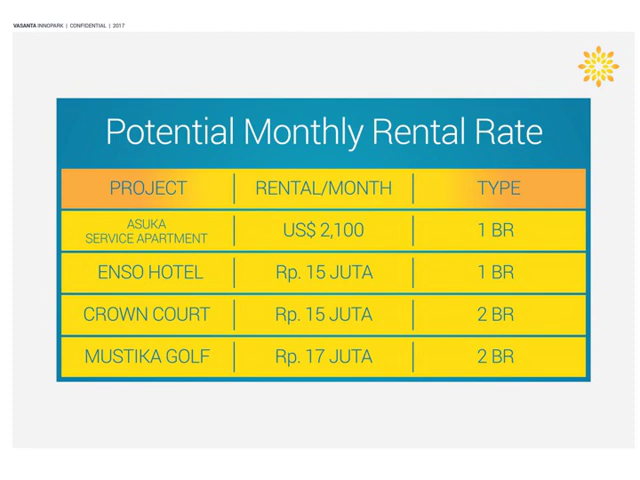 VASANTA INNOPARK | CONFIDENTIAL | 2017
Potential Monthly Rental Rate
PROJECT RENTAL/MONTH TYPE
ASUKA
SERVICE APARTMENT US$ 2,100 1 BR
ENSO HOTEL Rp. 15 JUTA 1 BR
CROWN COURT Rp. 15 JUTA 2 BR
MUSTIKA GOLF Rp. 17 JUTA 2 BR